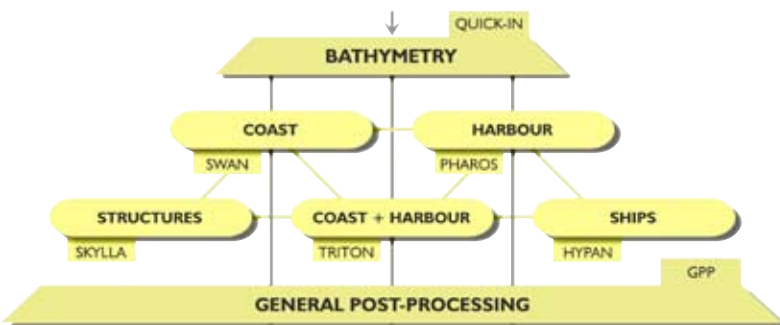 QUICK-IN
BATHYMETRY
COAST
HARBOUR
SWAN
PHAROS
STRUCTURES
COAST + HARBOUR
SHIPS
SKYLLA
TRITON
HYPAN
GPP
GENERAL POST-PROCESSING